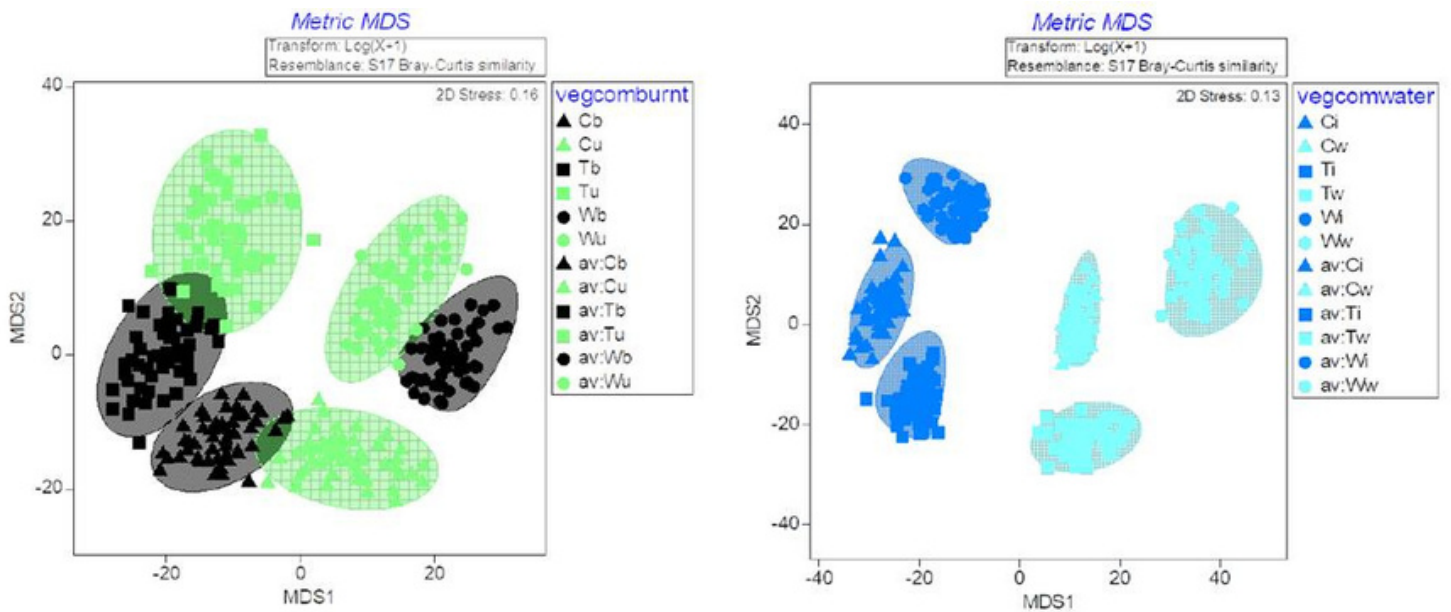 Metric MDS
Transform: Log(X+1)
Resemblance: S17 Bray-Curtis similarity
2D Stress: 0.16
40
20
0
-20
MDS2
-20
0
20
MDS1
vegcomburnt
Cb
Cu
Tb
Tu
Wb
Wu
av:Cb
av:Cu
av:Tb
av:Tu
av:Wb
av:Wu
Metric MDS
Transform: Log(X+1)
Resemblance: S17 Bray-Curtis similarity
2D Stress: 0.13
40
20
0
-20
-40
MDS2
-40
-20
0
20
40
MDS1
vegcomwater
Ci
Cw
Ti
Tw
Wi
Ww
av:Ci
av:Cw
av:Ti
av:Tw
av:Wi
av:Ww